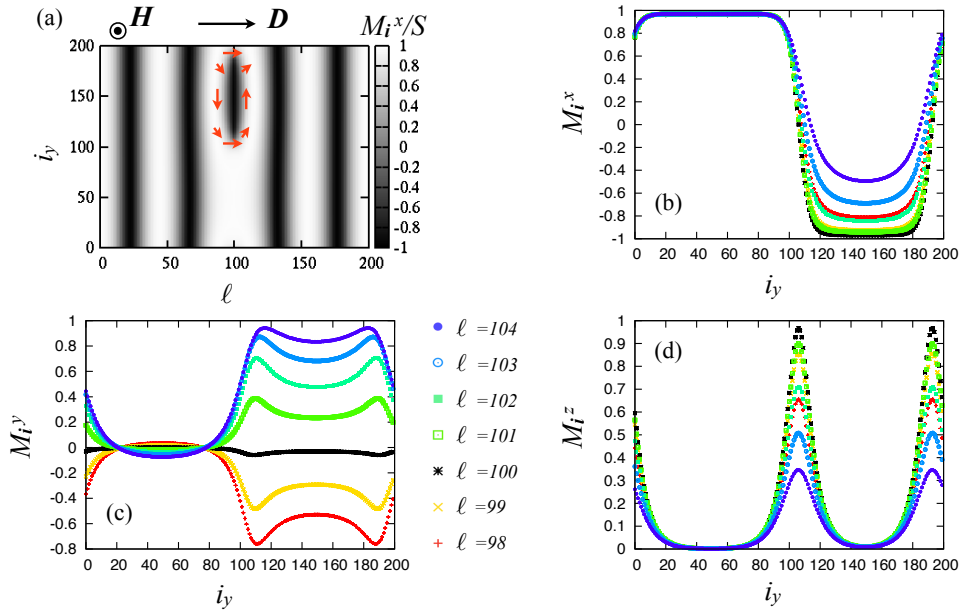 (a) H D M_i^x/S
i_y
200
150
100
50
0
0 50 100 150 200
ℓ
1
0.8
0.6
0.4
0.2
0
-0.2
-0.4
-0.6
-0.8
-1
M_i^x
1
0.8
0.6
0.4
0.2
0
-0.2
-0.4
-0.6
-0.8
-1
(b)
0 20 40 60 80 100 120 140 160 180 200
i_y
M_i^y
1
0.8
0.6
0.4
0.2
0
-0.2
-0.4
-0.6
-0.8
(c)
0 20 40 60 80 100 120 140 160 180 200
i_y
ℓ =104
ℓ =103
ℓ =102
ℓ =101
ℓ =100
ℓ =99
ℓ =98
M_i^z
1
0.9
0.8
0.7
0.6
0.5
0.4
0.3
0.2
0.1
0
(d)
0 20 40 60 80 100 120 140 160 180 200
i_y